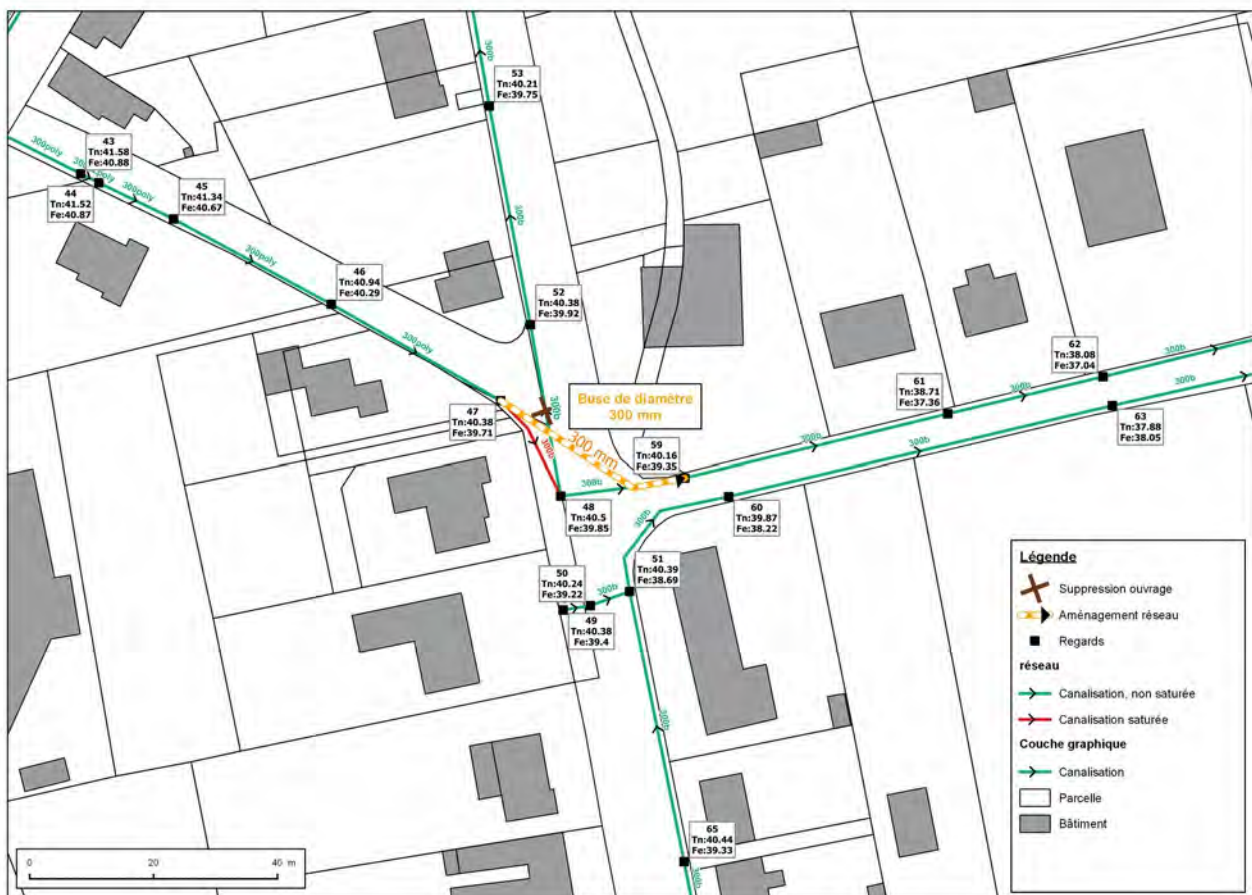 53
Tn:40.21
Fe:39.75
300b
43
Tn:41.58
Fe:40.88
300poly
300poly
44
Tn:41.52
Fe:40.87
45
Tn:41.34
Fe:40.67
300b
300poly
46
Tn:40.94
Fe:40.29
52
Tn:40.38
Fe:39.92
300poly
62
Tn:38.08
Fe:37.04
300b
61
Tn:38.71
Fe:37.36
300b
300b
Buse de diamètre
300 mm
300b
47
Tn:40.38
Fe:39.71
63
Tn:37.88
Fe:38.05
300b
300 mm
59
Tn:40.16
Fe:39.35
300b
300b
300b
48
Tn:40.5
Fe:39.85
60
Tn:39.87
Fe:38.22
300b
51
Tn:40.39
Fe:38.69
50
Tn:40.24
Fe:39.22
300b
49
Tn:40.38
Fe:39.4
300b
65
Tn:40.44
Fe:39.33
300b
Légende
Suppression ouvrage
Aménagement réseau
Regards
réseau
Canalisation, non saturée
Canalisation saturée
Couche graphique
Canalisation
Parcelle
Bâtiment
0 20 40 m